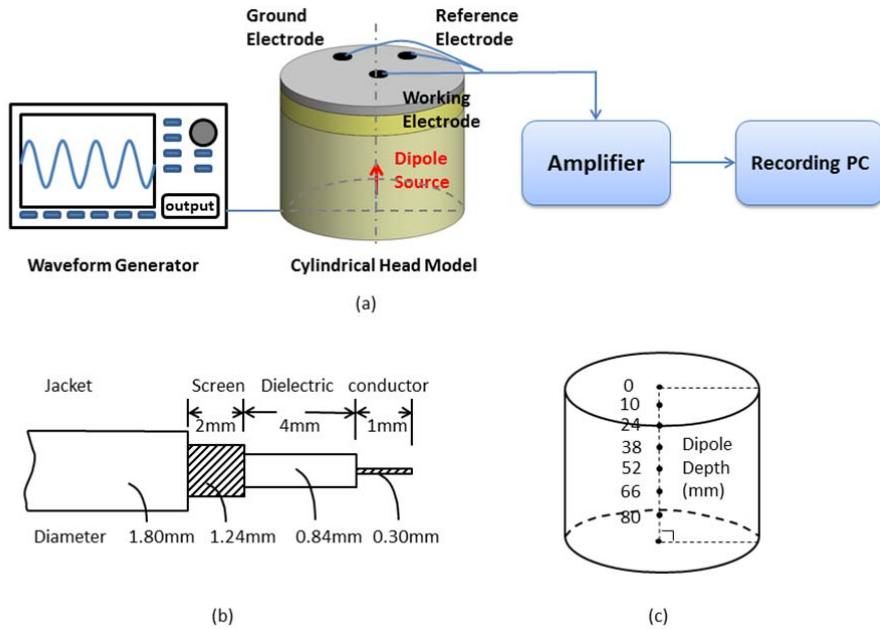 Ground
Electrode
Reference
Electrode
Working
Electrode
Dipole
Source
output
Amplifier
Recording PC
Waveform Generator
Cylindrical Head Model
(a)
Jacket
Screen
Dielectric
conductor
2mm
4mm
1mm
Diameter
1.80mm
1.24mm
0.84mm
0.30mm
(b)
0
10
24
38
52
66
80
Dipole
Depth
(mm)
(c)